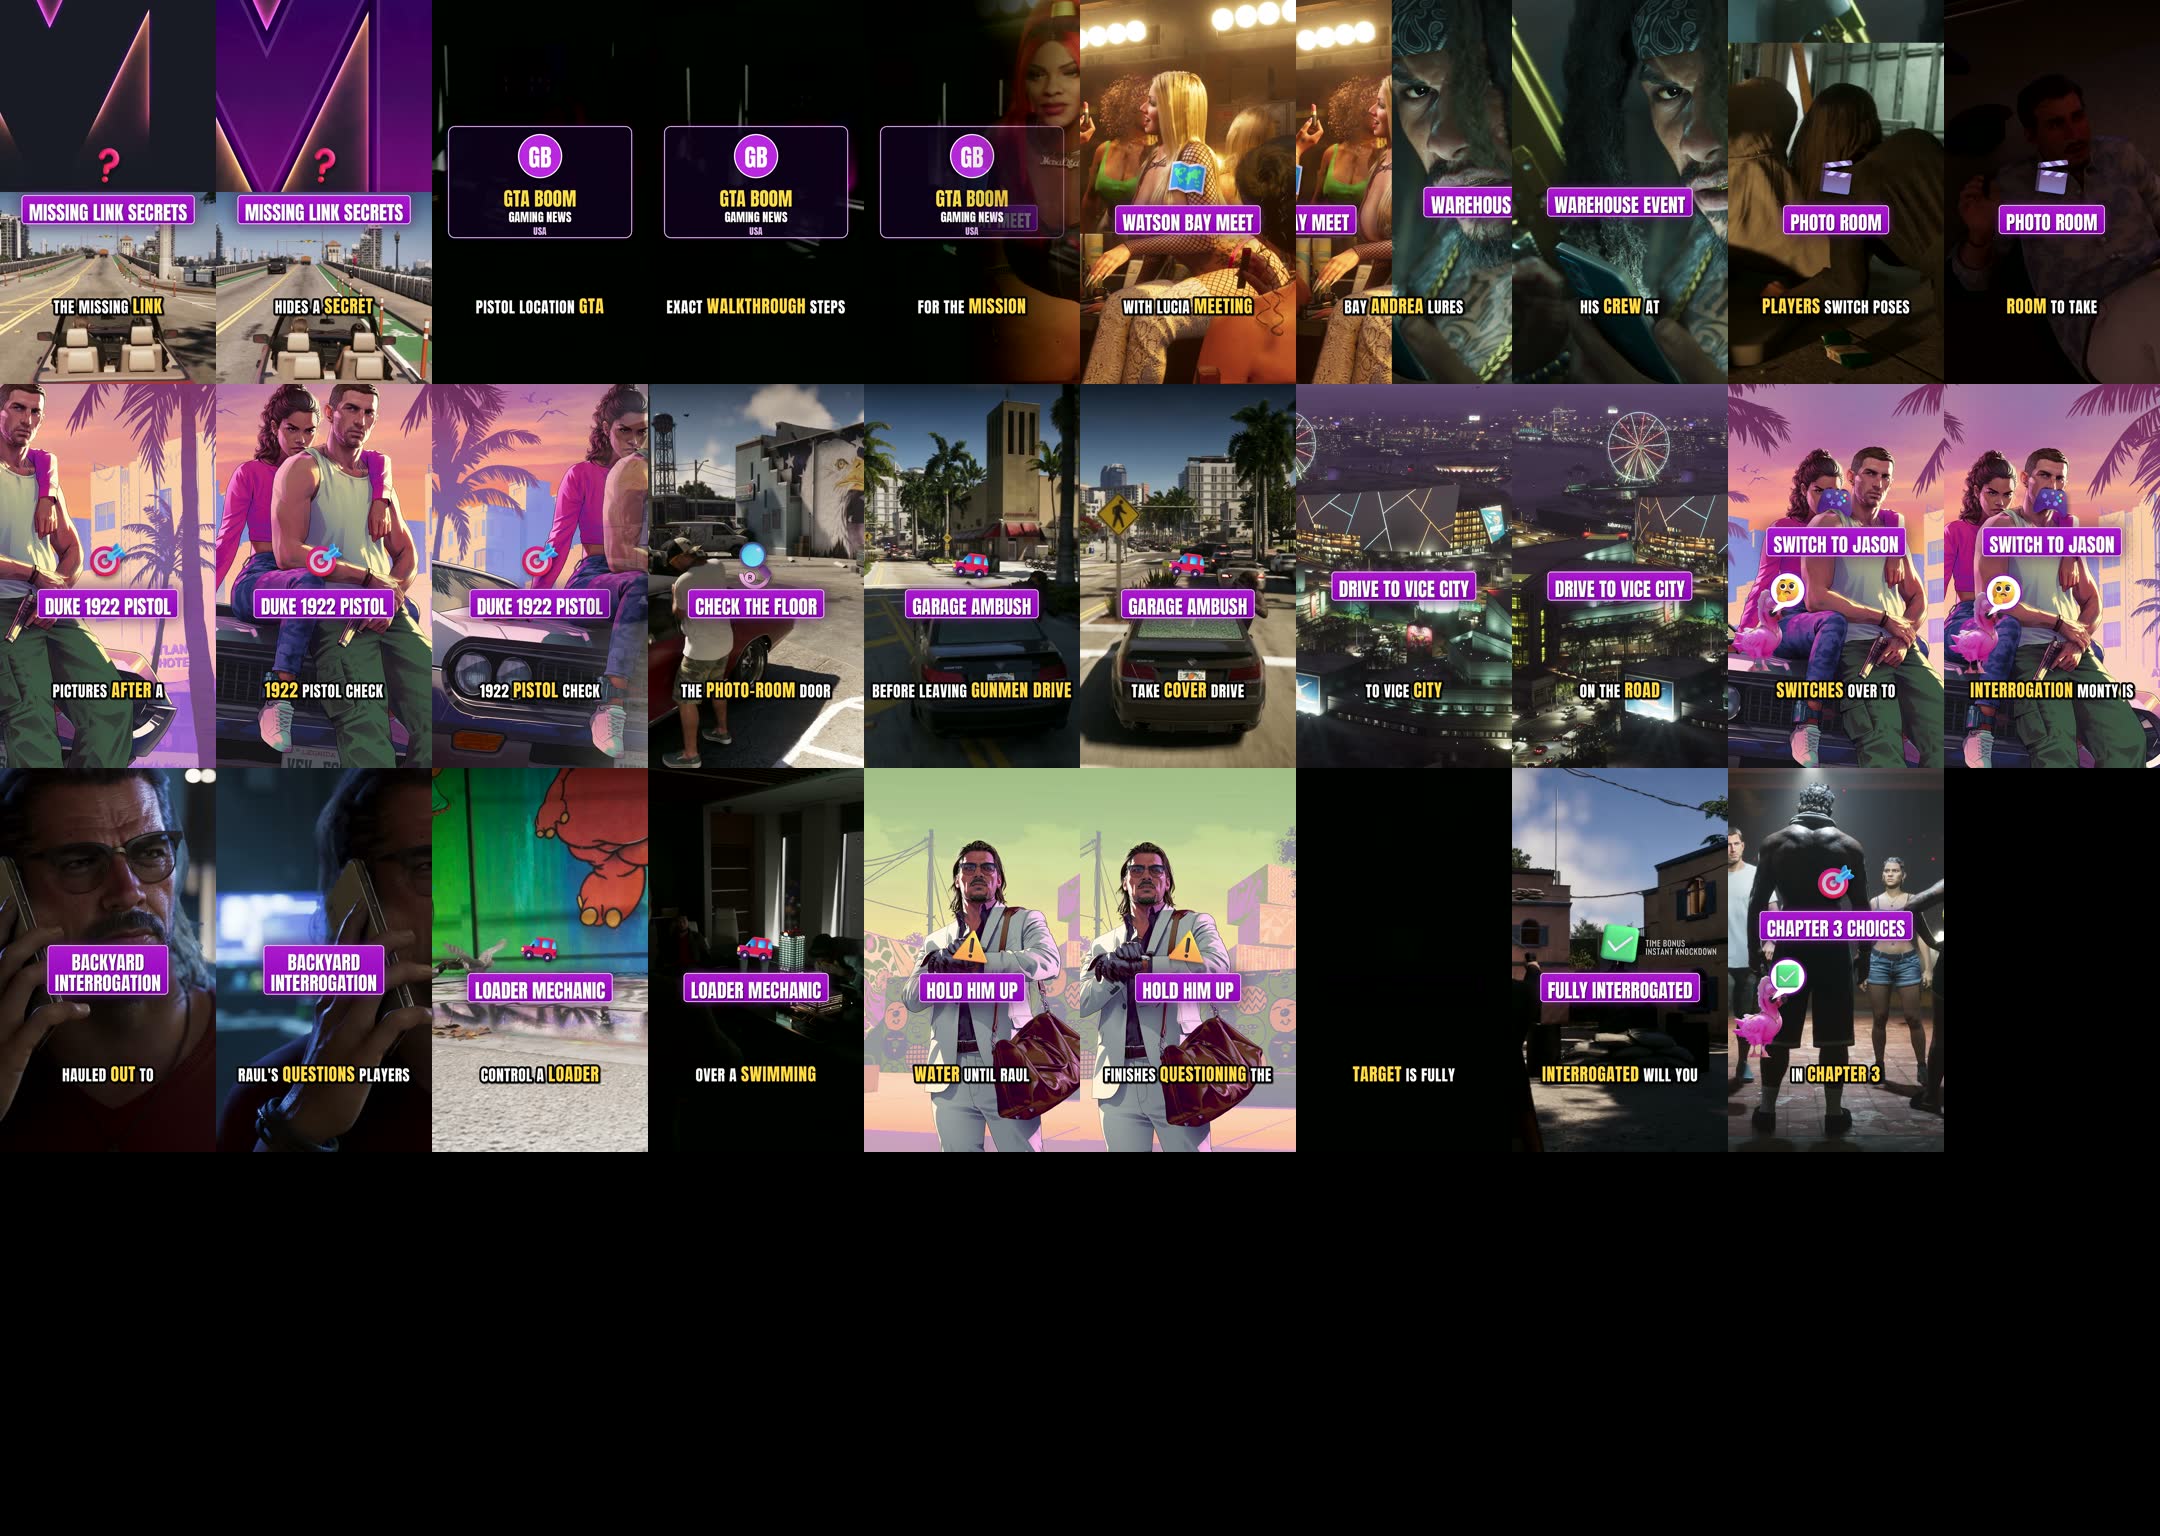 MISSING LINK SECRETS
THE MISSING LINK
MISSING LINK SECRETS
HIDES A SECRET
GB
GTA BOOM
GAMING NEWS
USA
PISTOL LOCATION GTA
GB
GTA BOOM
GAMING NEWS
USA
EXACT WALKTHROUGH STEPS
GB
GTA BOOM
GAMING NEWS
USA
MEET
FOR THE MISSION
WATSON BAY MEET
WITH LUCIA MEETING
AY MEET
WAREHOUS
BAY ANDREA LURES
WAREHOUSE EVENT
HIS CREW AT
PHOTO ROOM
PLAYERS SWITCH POSES
PHOTO ROOM
ROOM TO TAKE
DUKE 1922 PISTOL
PICTURES AFTER A
DUKE 1922 PISTOL
1922 PISTOL CHECK
DUKE 1922 PISTOL
1922 PISTOL CHECK
R
CHECK THE FLOOR
THE PHOTO-ROOM DOOR
GARAGE AMBUSH
BEFORE LEAVING GUNMEN DRIVE
GARAGE AMBUSH
TAKE COVER DRIVE
DRIVE TO VICE CITY
TO VICE CITY
DRIVE TO VICE CITY
ON THE ROAD
SWITCH TO JASON
SWITCHES OVER TO
SWITCH TO JASON
INTERROGATION MONTY IS
BACKYARD
INTERROGATION
HAULED OUT TO
BACKYARD
INTERROGATION
RAUL'S QUESTIONS PLAYERS
LOADER MECHANIC
CONTROL A LOADER
LOADER MECHANIC
OVER A SWIMMING
HOLD HIM UP
WATER UNTIL RAUL
HOLD HIM UP
FINISHES QUESTIONING THE
TARGET IS FULLY
TIME BONUS
INSTANT KNOCKDOWN
FULLY INTERROGATED
INTERROGATED WILL YOU
CHAPTER 3 CHOICES
IN CHAPTER 3